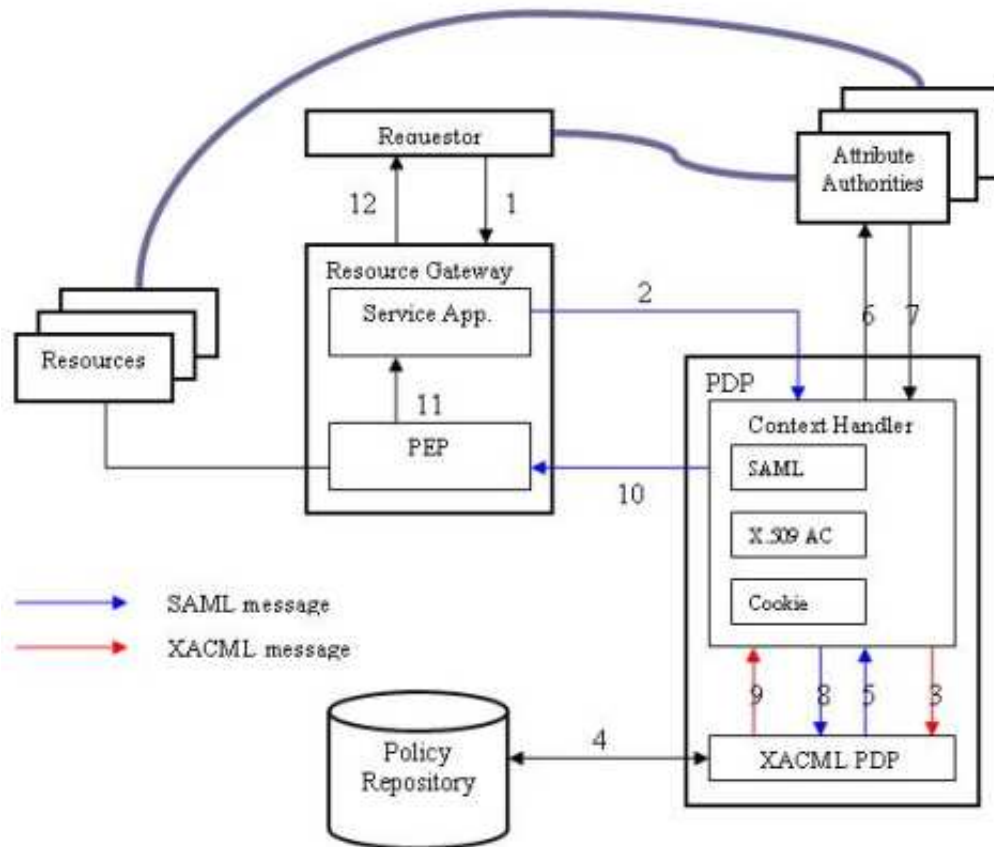 Requestor
Attribute
Authorities
12
1
Resource Gateway
Service App.
2
6
7
Resources
11
PEP
10
PDP
Context Handler
SAML
X.509 AC
Cookie
SAML message
XACML message
9
8
5
3
Policy
Repository
4
XACML PDP